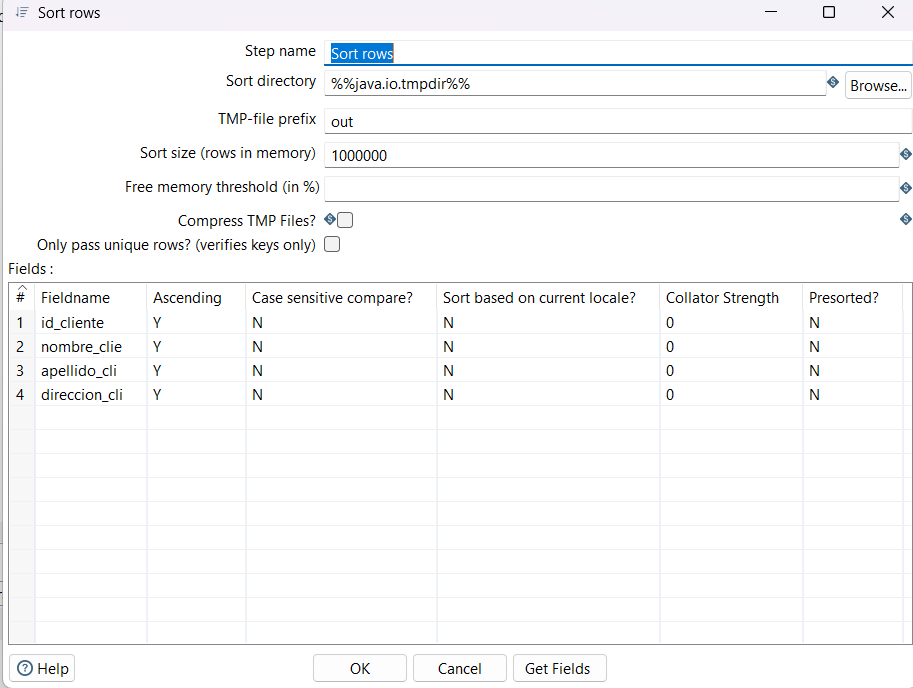 Sort rows
Step name Sort rows
Sort directory %%java.io.tmpdir%% Browse...
TMP-file prefix out
Sort size (rows in memory) 1000000
Free memory threshold (in %)
Compress TMP Files?
Only pass unique rows? (verifies keys only)
Fields :
# Fieldname Ascending Case sensitive compare? Sort based on current locale? Collator Strength Presorted?
1 id_cliente Y N N 0 N
2 nombre_clie Y N N 0 N
3 apellido_cli Y N N 0 N
4 direccion_cli Y N N 0 N
Help OK Cancel Get Fields